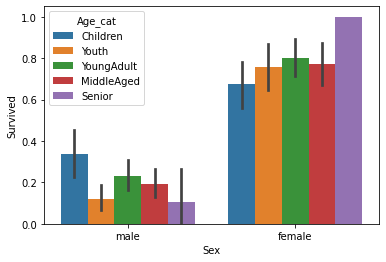 Age_cat
Children
Youth
YoungAdult
MiddleAged
Senior
1.0
0.8
0.6
0.4
0.2
0.0
Survived
male
female
Sex